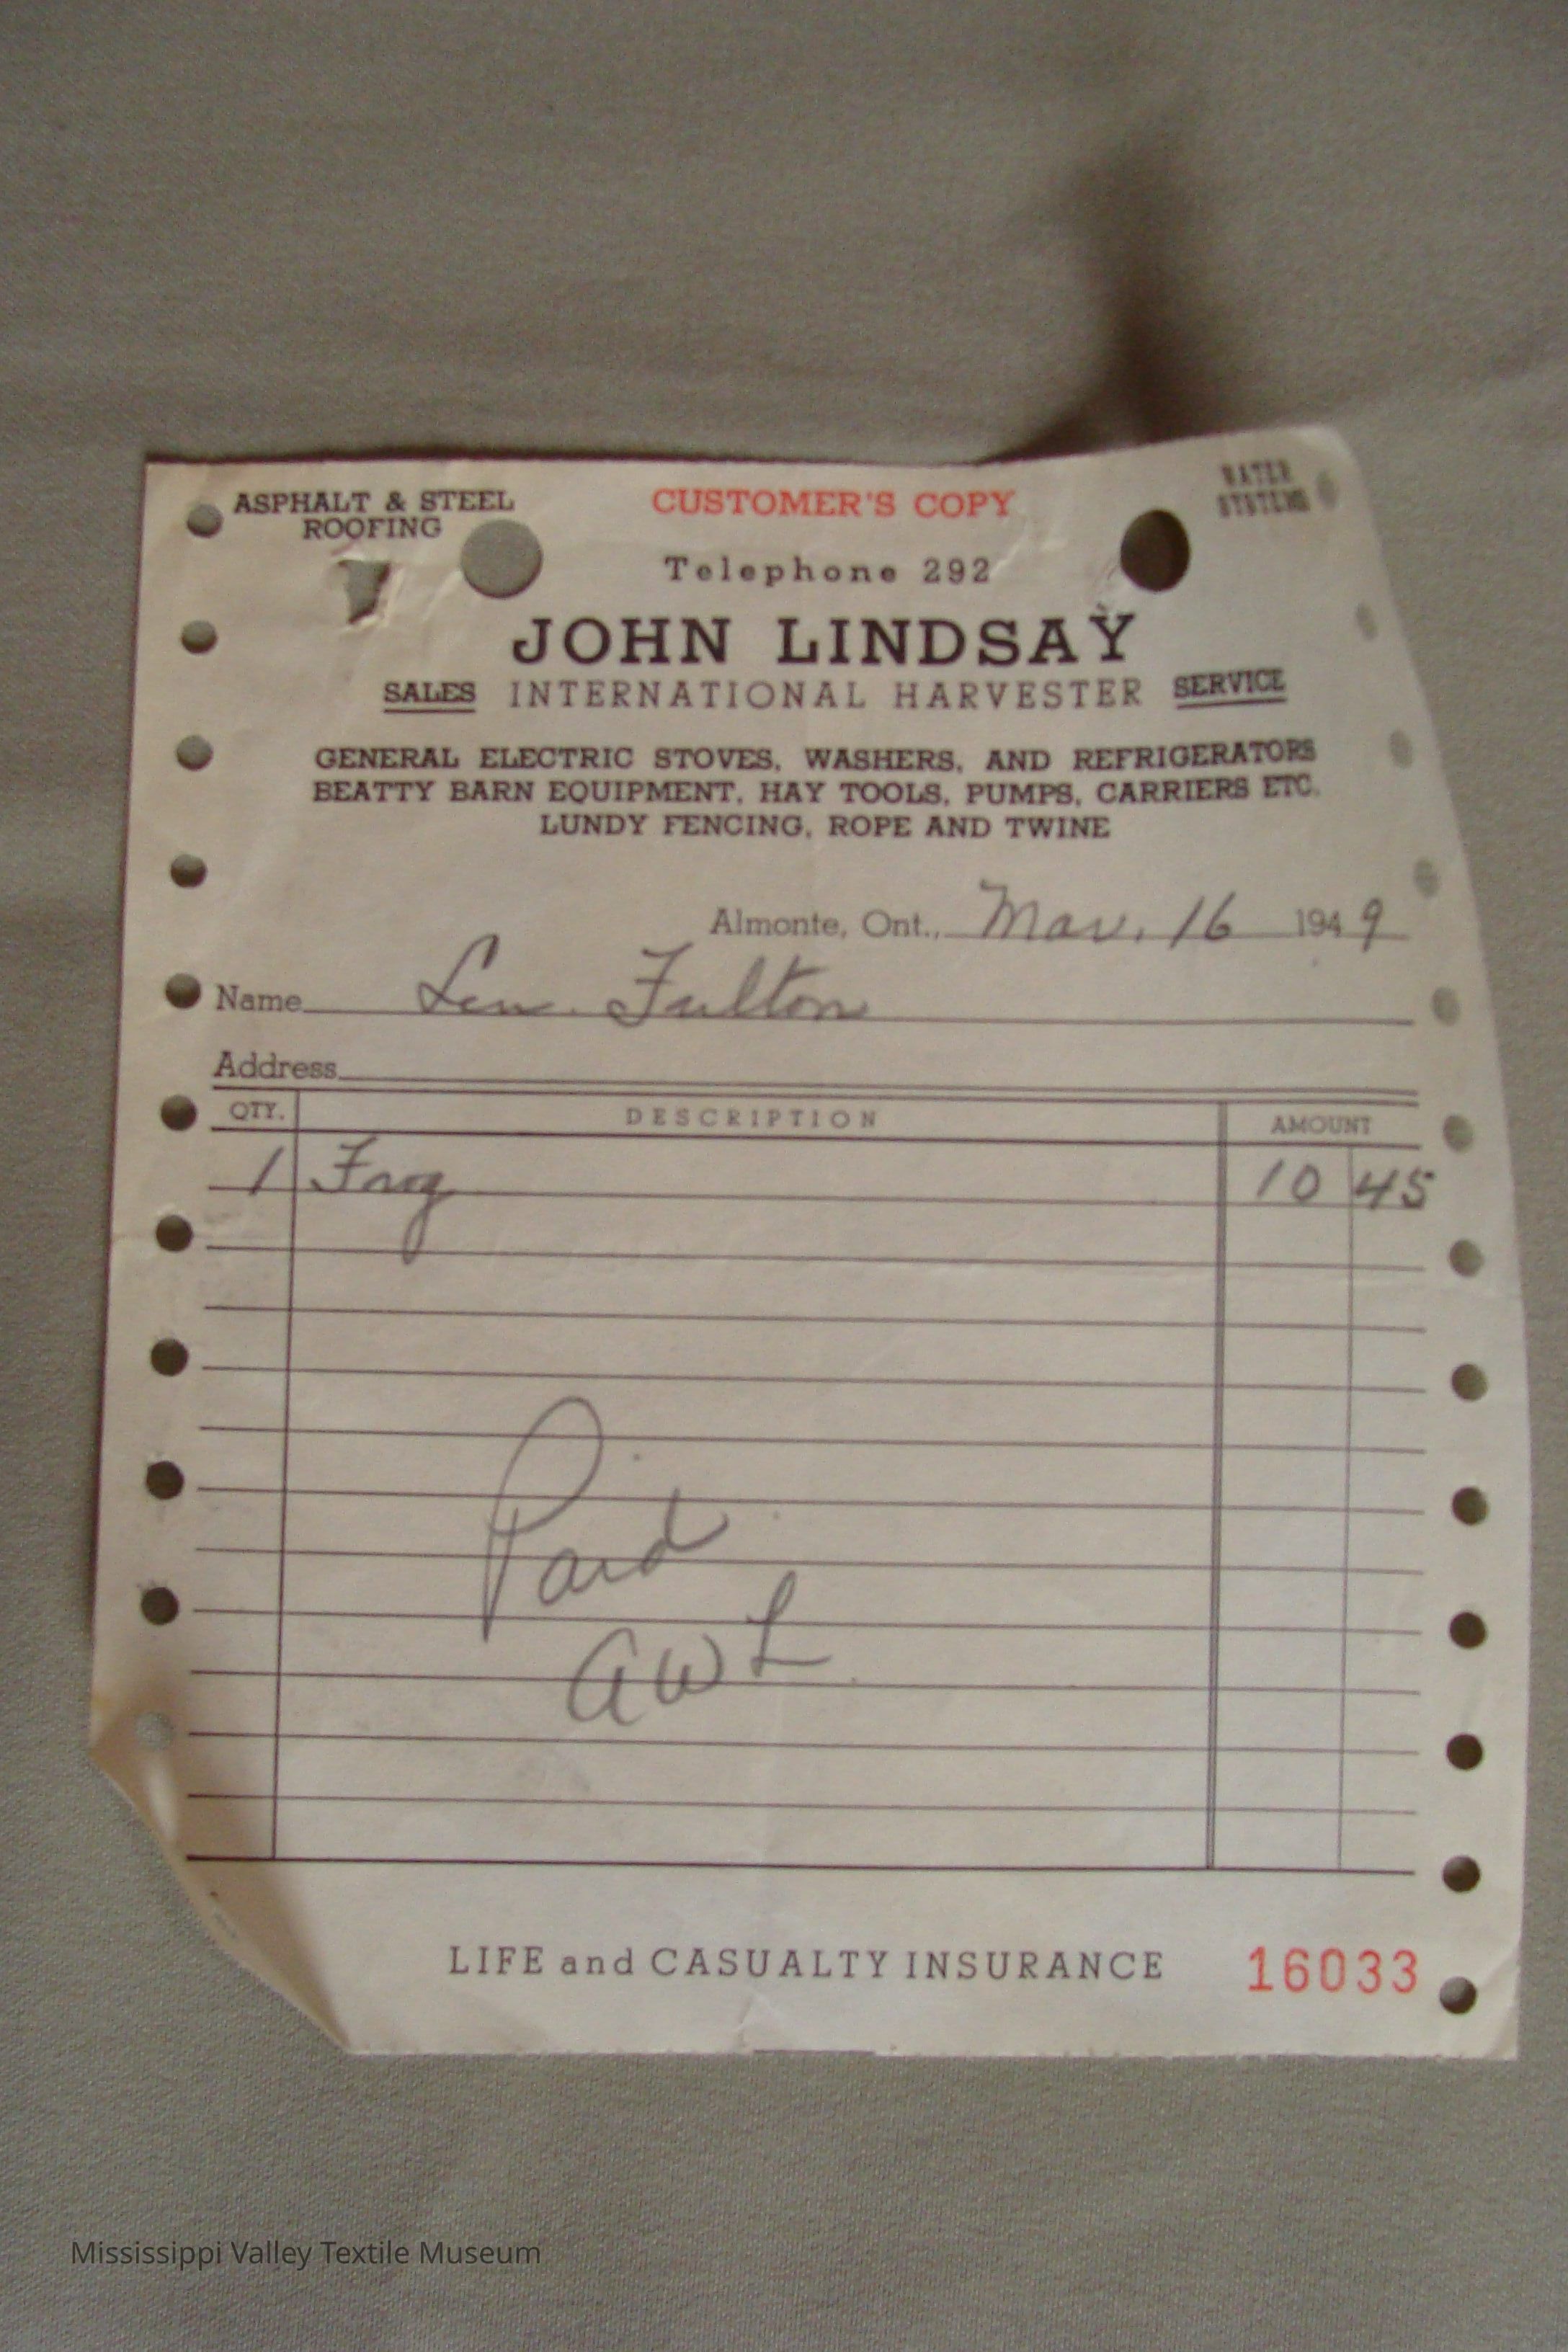 ASPHALT & STEEL
ROOFING
CUSTOMER'S COPY
WATER
SYSTEMS
Telephone 292
JOHN LINDSAY
SALES INTERNATIONAL HARVESTER SERVICE
GENERAL ELECTRIC STOVES, WASHERS, AND REFRIGERATORS
BEATTY BARN EQUIPMENT, HAY TOOLS, PUMPS, CARRIERS ETC.
LUNDY FENCING, ROPE AND TWINE
Almonte, Ont., Mar. 16 1949
Name Len Fulton
Address
QTY. DESCRIPTION AMOUNT
1 Frog 10 45
Paid
AWL
LIFE and CASUALTY INSURANCE 16033
Mississippi Valley Textile Museum